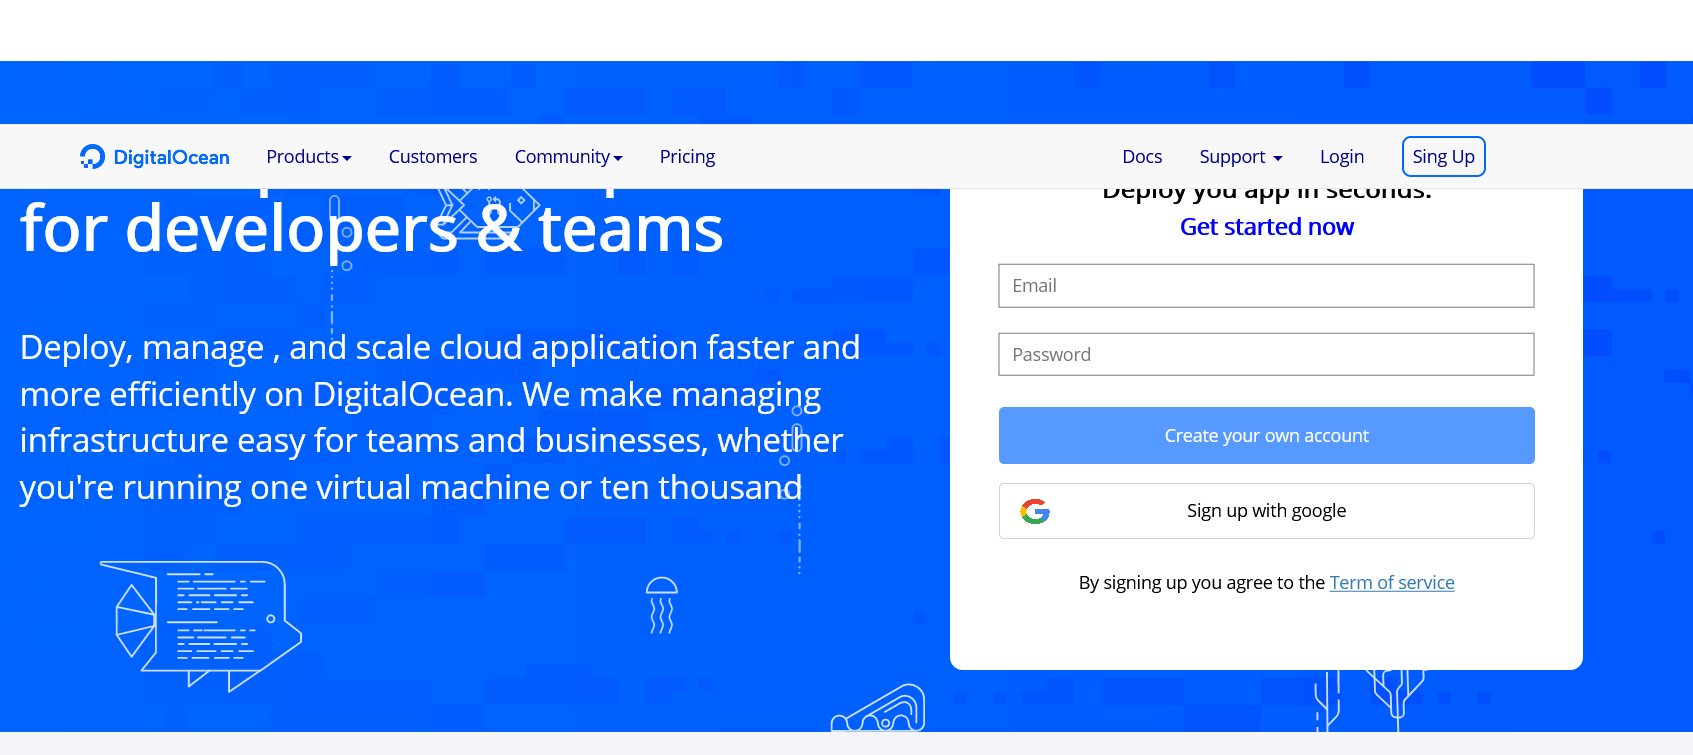 DigitalOcean Products Customers Community Pricing Docs Support Login Sing Up
for developers & teams
Deploy, manage , and scale cloud application faster and
more efficiently on DigitalOcean. We make managing
infrastructure easy for teams and businesses, whether
you're running one virtual machine or ten thousand
Deploy you app in seconds.
Get started now
Email
Password
Create your own account
Sign up with google
By signing up you agree to the Term of service